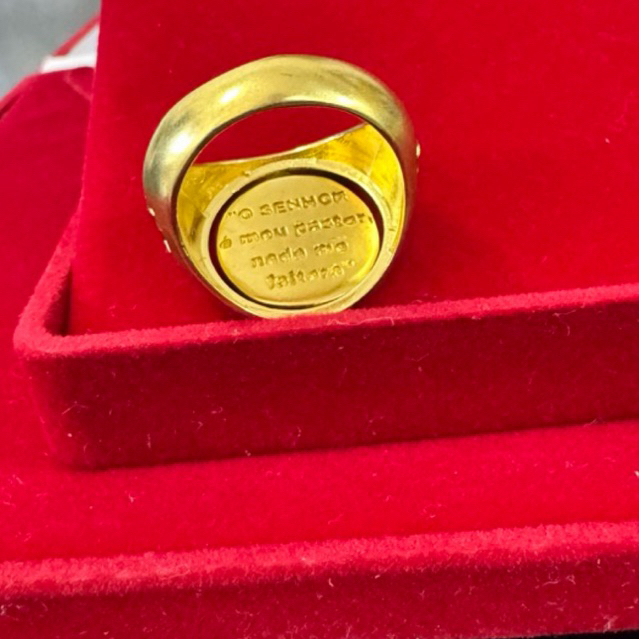 "O SENHOR
é meu pastor,
nada me
faltará"